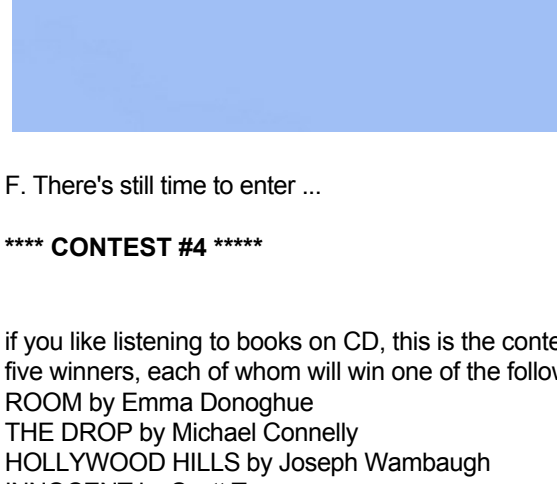 F. There's still time to enter ...
**** CONTEST #4 *****
if you like listening to books on CD, this is the
five winners, each of whom will win one of the
ROOM by Emma Donoghue
THE DROP by Michael Connelly
HOLLYWOOD HILLS by Joseph Wambaugh